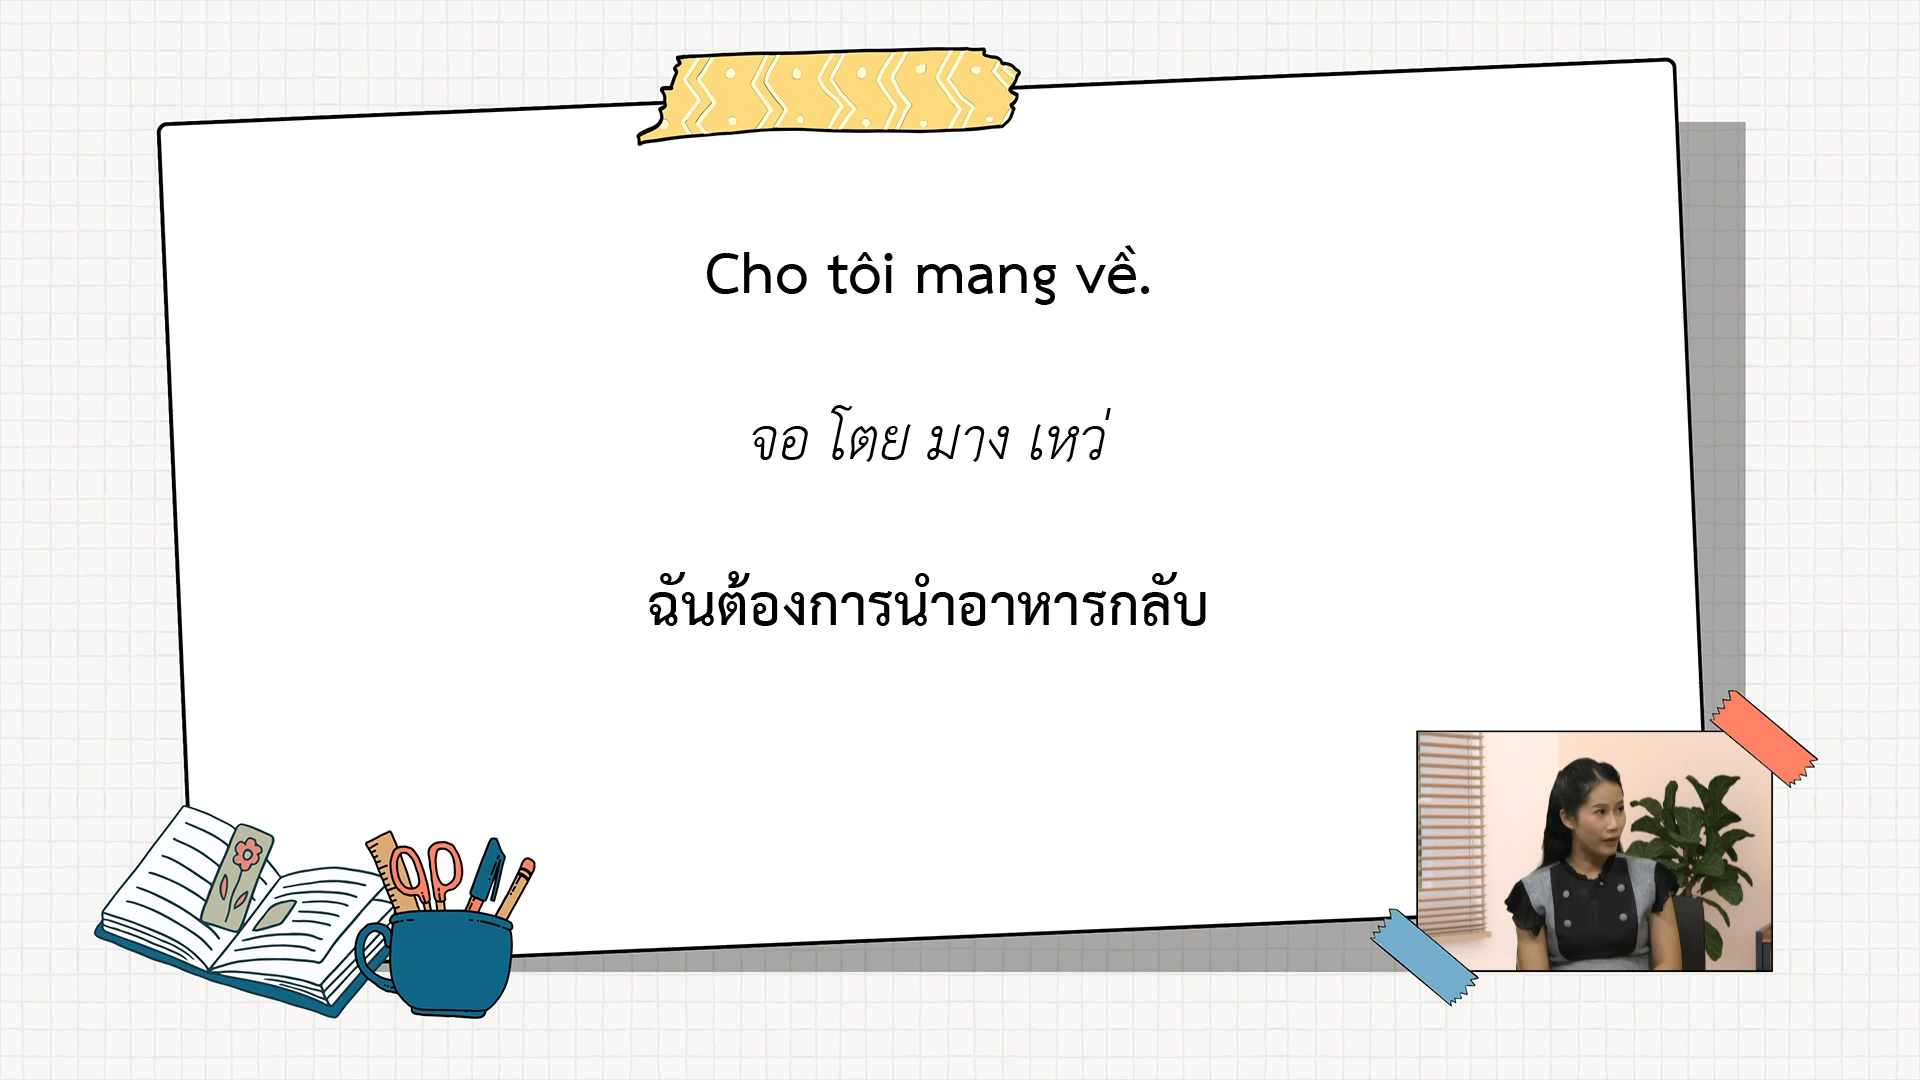 Cho tôi mang về.
จอ โตย มาง เหว่
ฉันต้องการนำอาหารกลับ